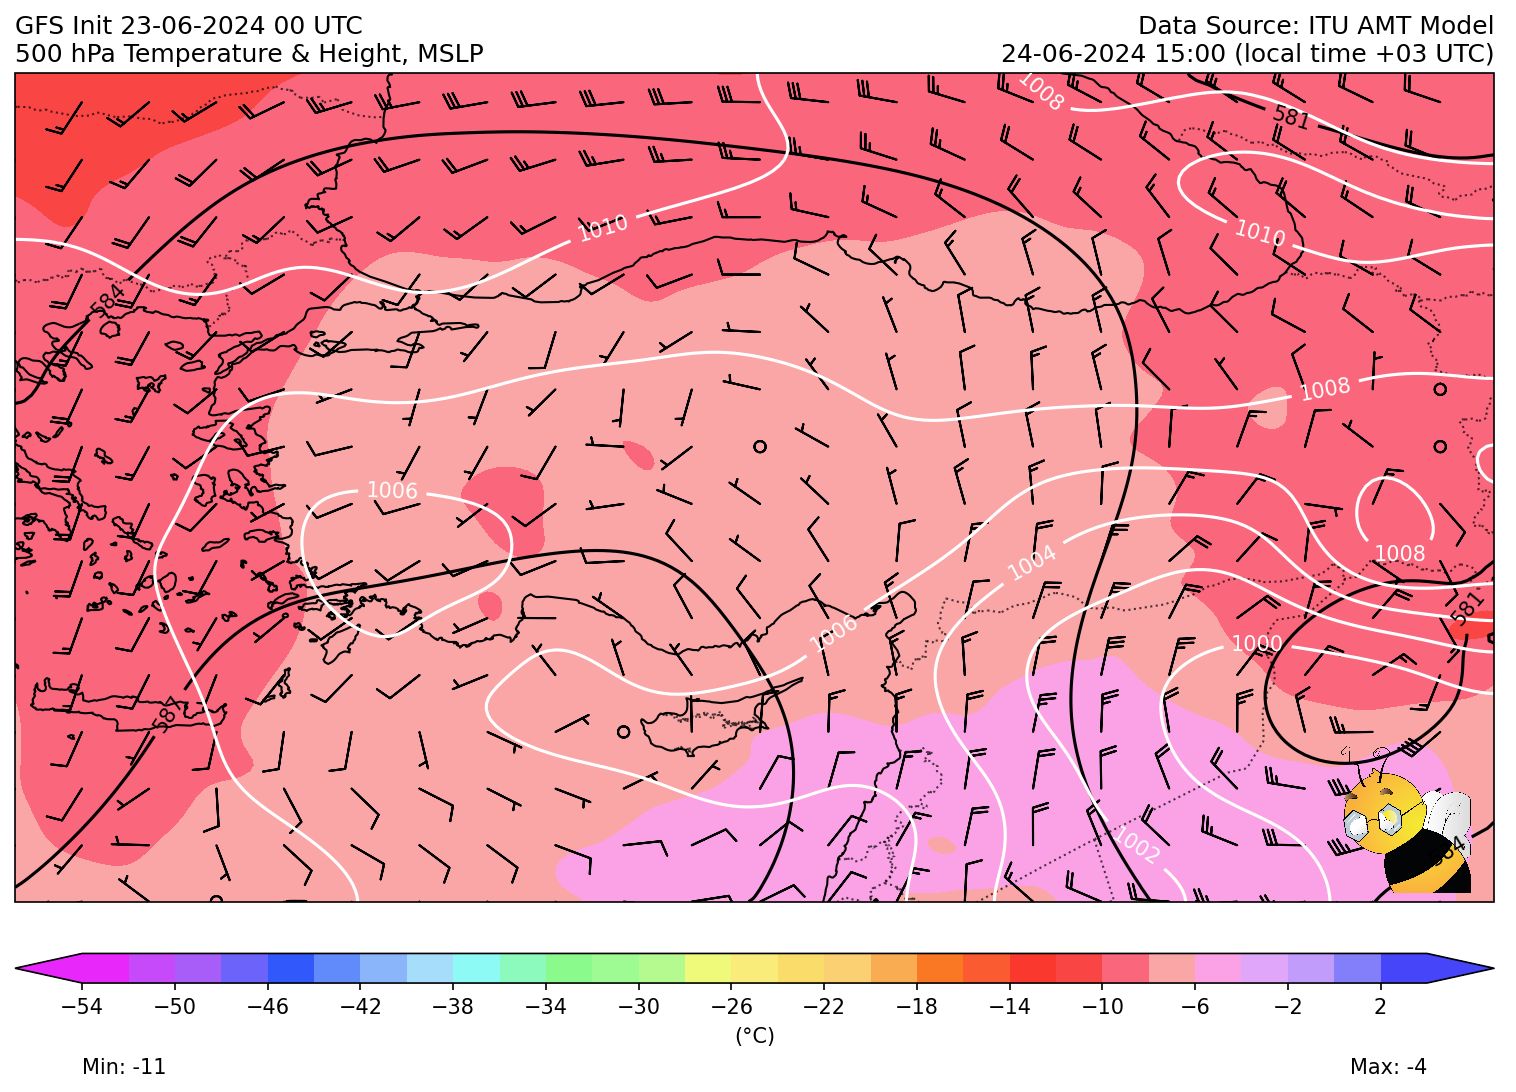 GFS Init 23-06-2024 00 UTC
Data Source: ITU AMT Model
500 hPa Temperature & Height, MSLP
24-06-2024 15:00 (local time +03 UTC)
1008
581
1010
1010
584
1008
1006
1008
1004
581
1006
1000
587
1002
584
−54 −50 −46 −42 −38 −34 −30 −26 −22 −18 −14 −10 −6 −2 2
(°C)
Min: -11
Max: -4